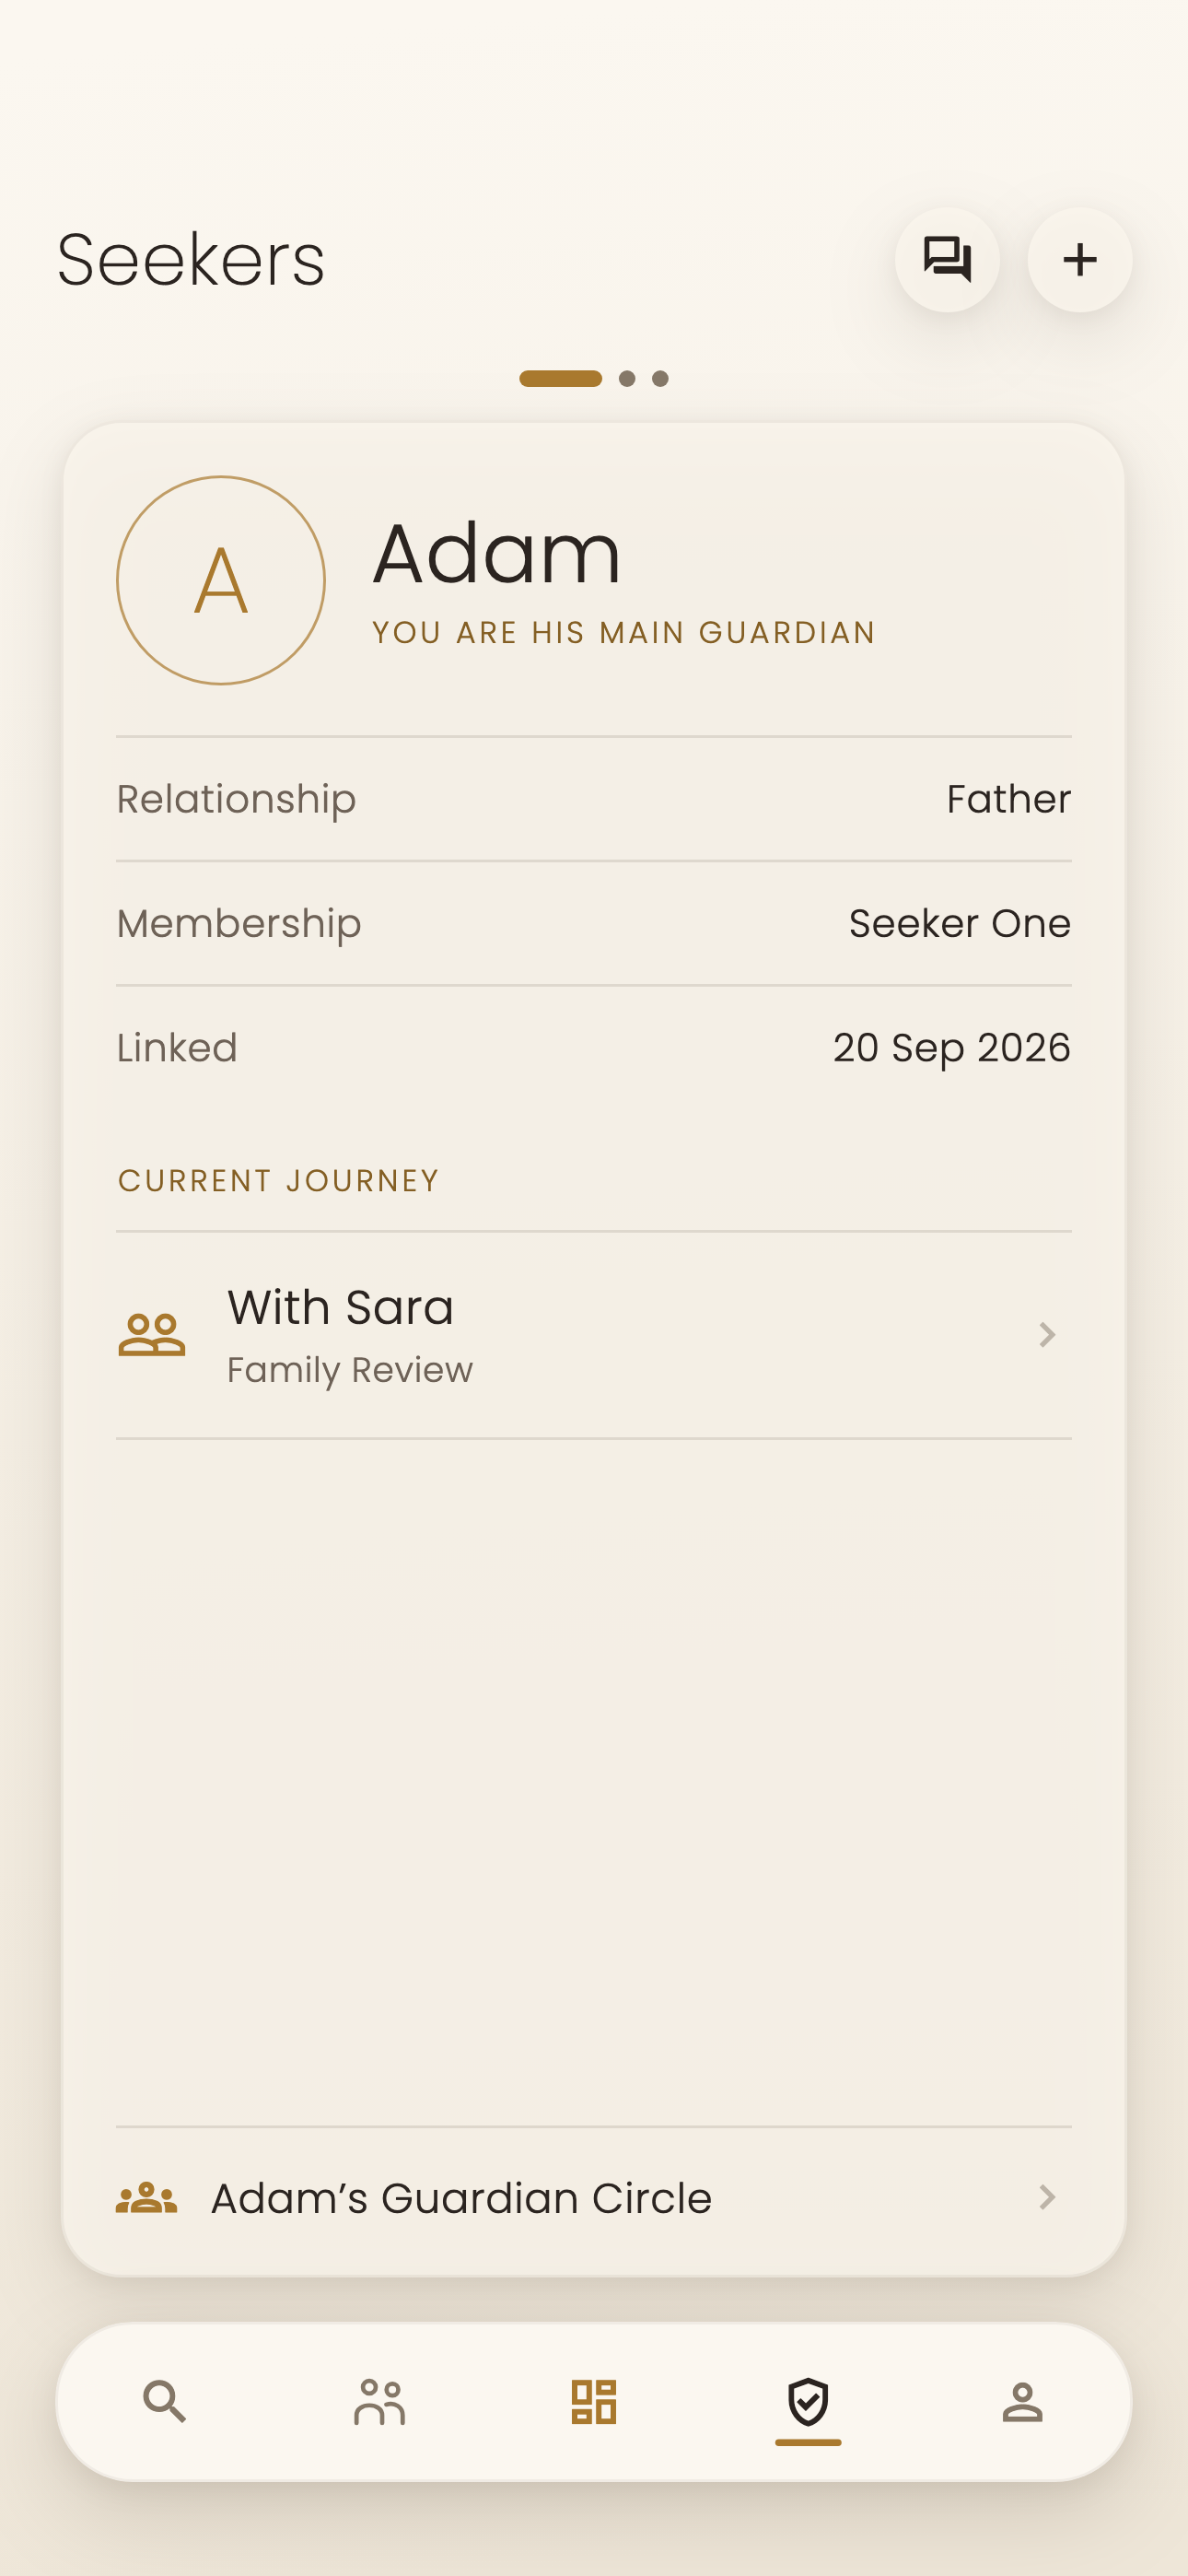 Seekers
A
Adam
YOU ARE HIS MAIN GUARDIAN
Relationship Father
Membership Seeker One
Linked 20 Sep 2026
CURRENT JOURNEY
With Sara
Family Review
Adam’s Guardian Circle